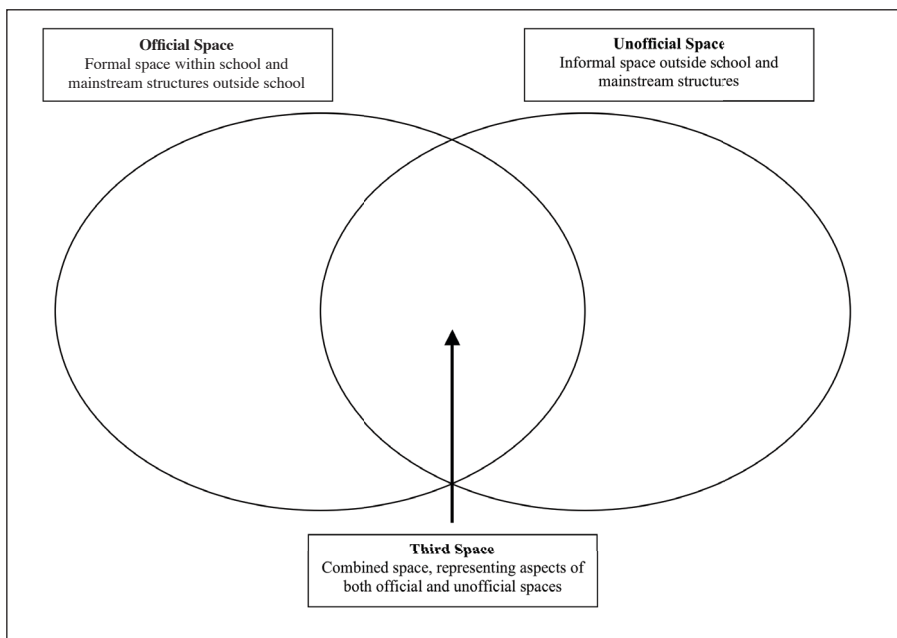 Official Space
Formal space within school and
mainstream structures outside school
Unofficial Space
Informal space outside school and
mainstream structures
Third Space
Combined space, representing aspects of
both official and unofficial spaces